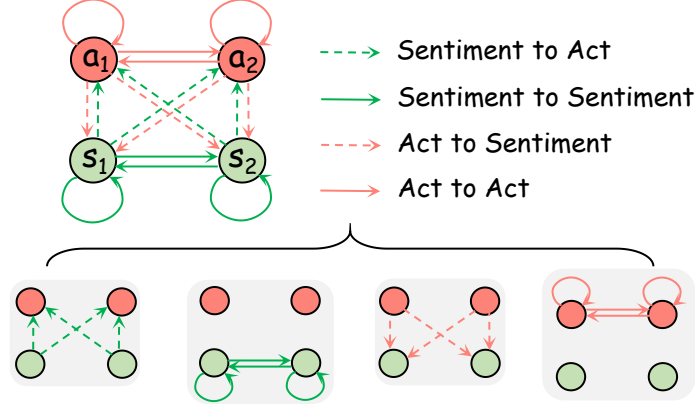 a₁ a₂
s₁ s₂
Sentiment to Act
Sentiment to Sentiment
Act to Sentiment
Act to Act